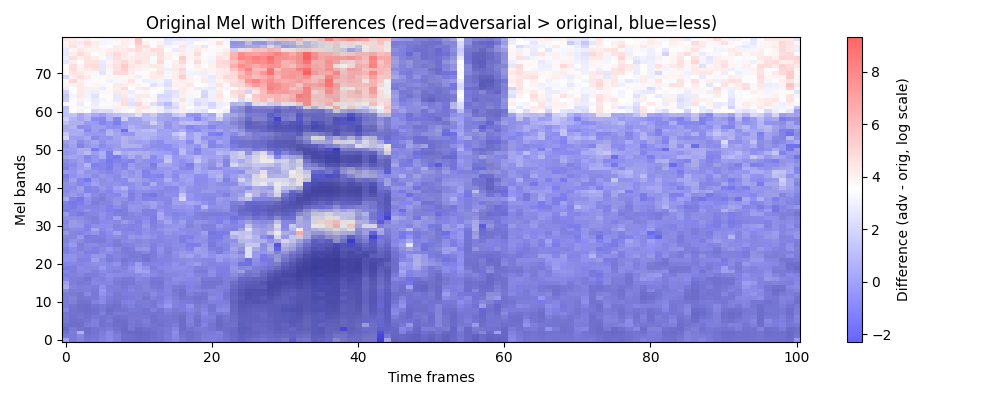 Original Mel with Differences (red=adversarial > original, blue=less)
Mel bands
70
60
50
40
30
20
10
0
0 20 40 60 80 100
Time frames
8
6
4
2
0
−2
Difference (adv - orig, log scale)